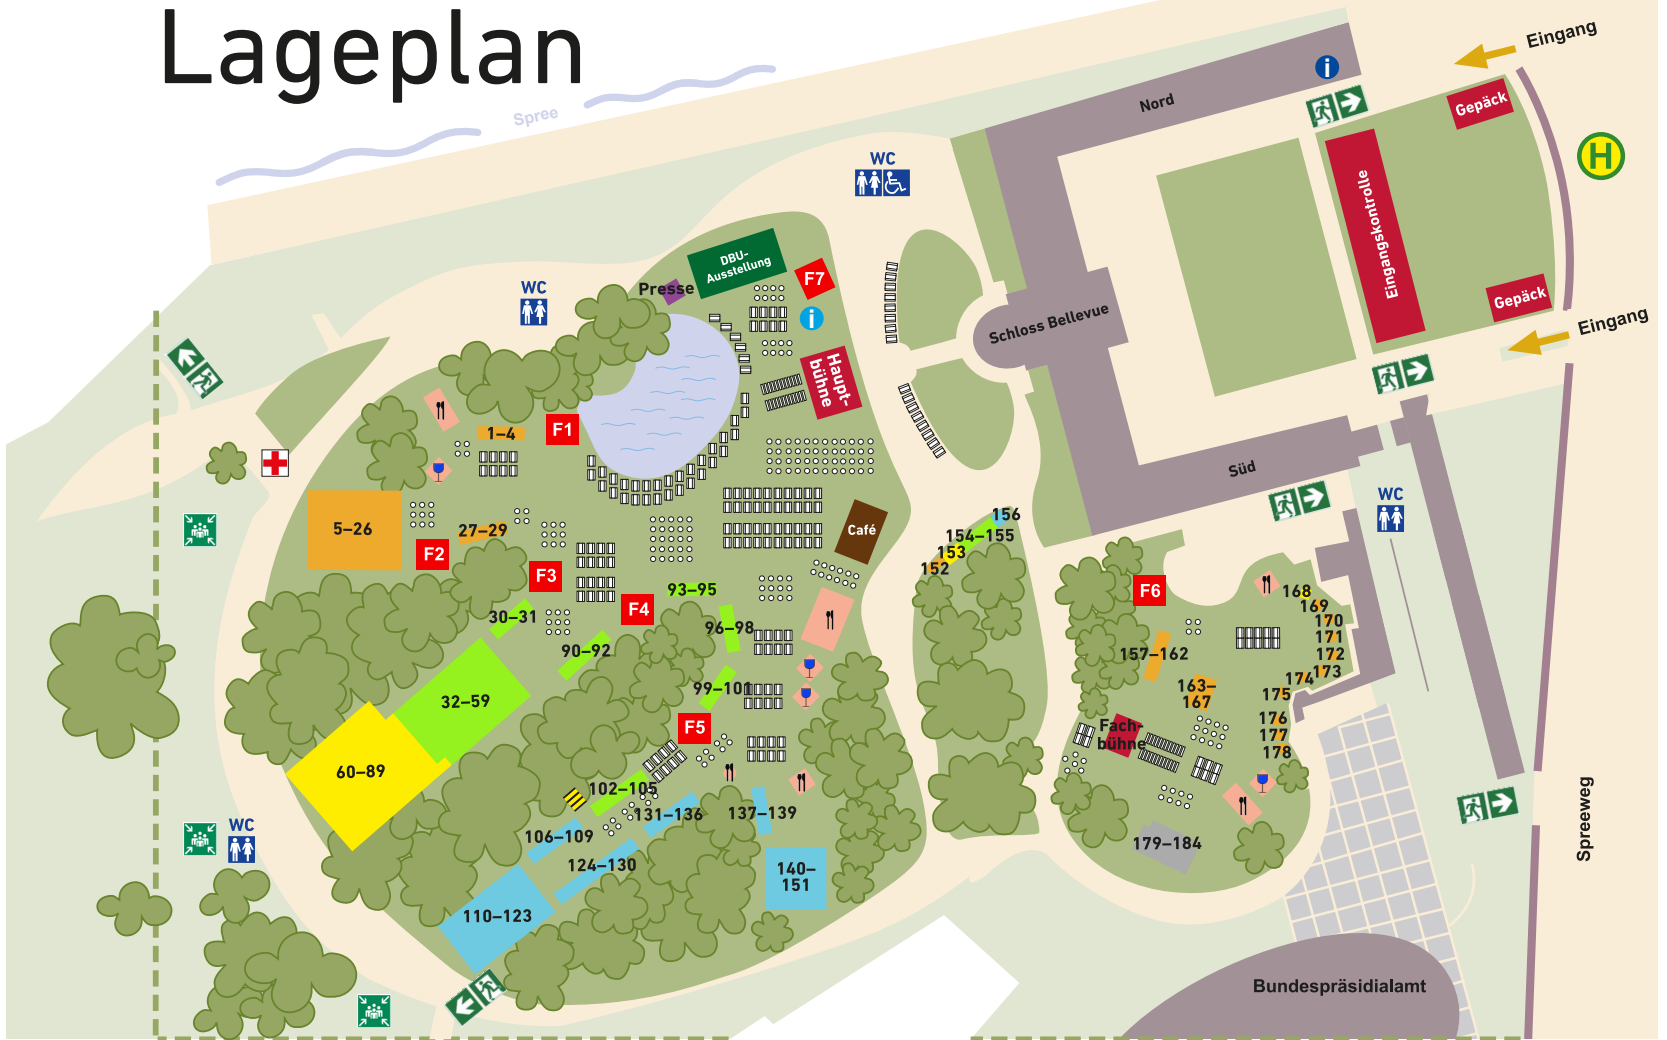 Lageplan
Eingang
Spree
Nord
Gepäck
H
WC
Eingangskontrolle
DBU-
Ausstellung
F7
Presse
WC
Schloss Bellevue
Gepäck
Eingang
Haupt-
bühne
1–4
F1
Süd
WC
5–26
27–29
F2
Café
156
154–155
153
152
F3
F4
93–95
F6
168
169
170
171
172
173
174
175
176
177
178
30–31
96–98
90–92
157–162
163–
167
99–101
32–59
F5
Fach-
bühne
60–89
102–105
131–136
137–139
106–109
124–130
140–
151
179–184
WC
110–123
Spreeweg
Bundespräsidialamt